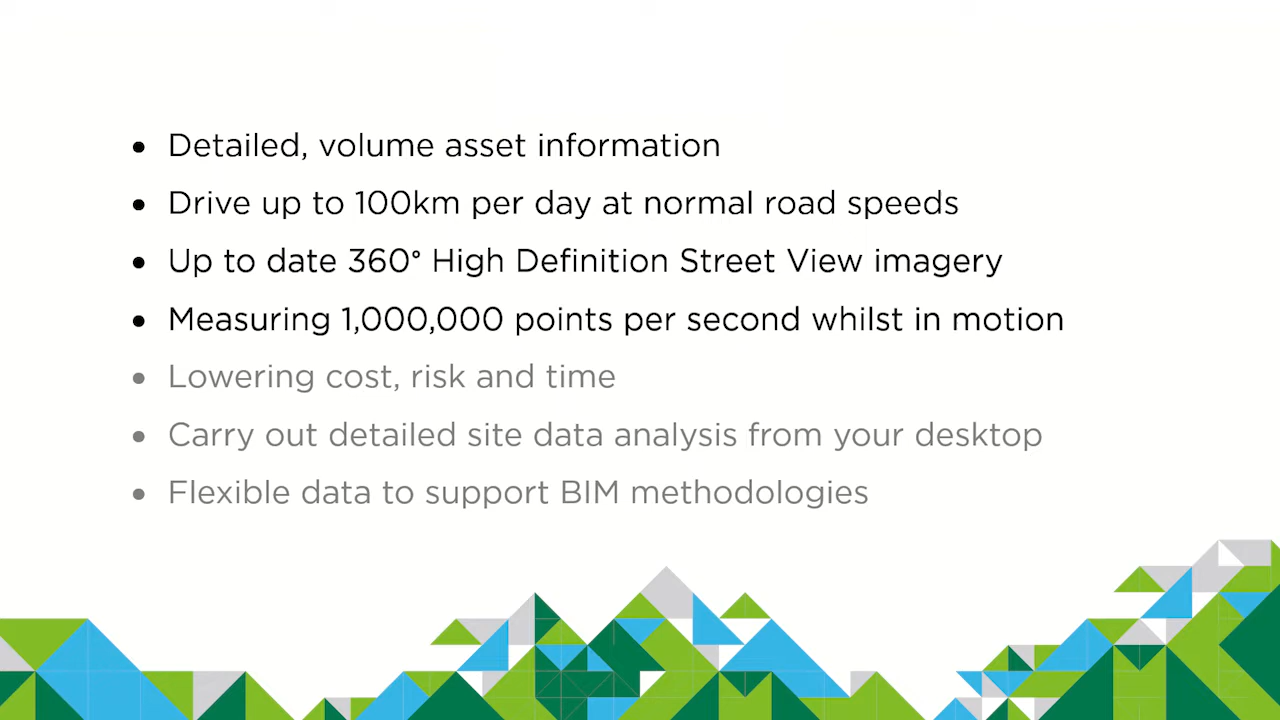 • Detailed, volume asset information
• Drive up to 100km per day at normal road speeds
• Up to date 360° High Definition Street View imagery
• Measuring 1,000,000 points per second whilst in motion
• Lowering cost, risk and time
• Carry out detailed site data analysis from your desktop
• Flexible data to support BIM methodologies